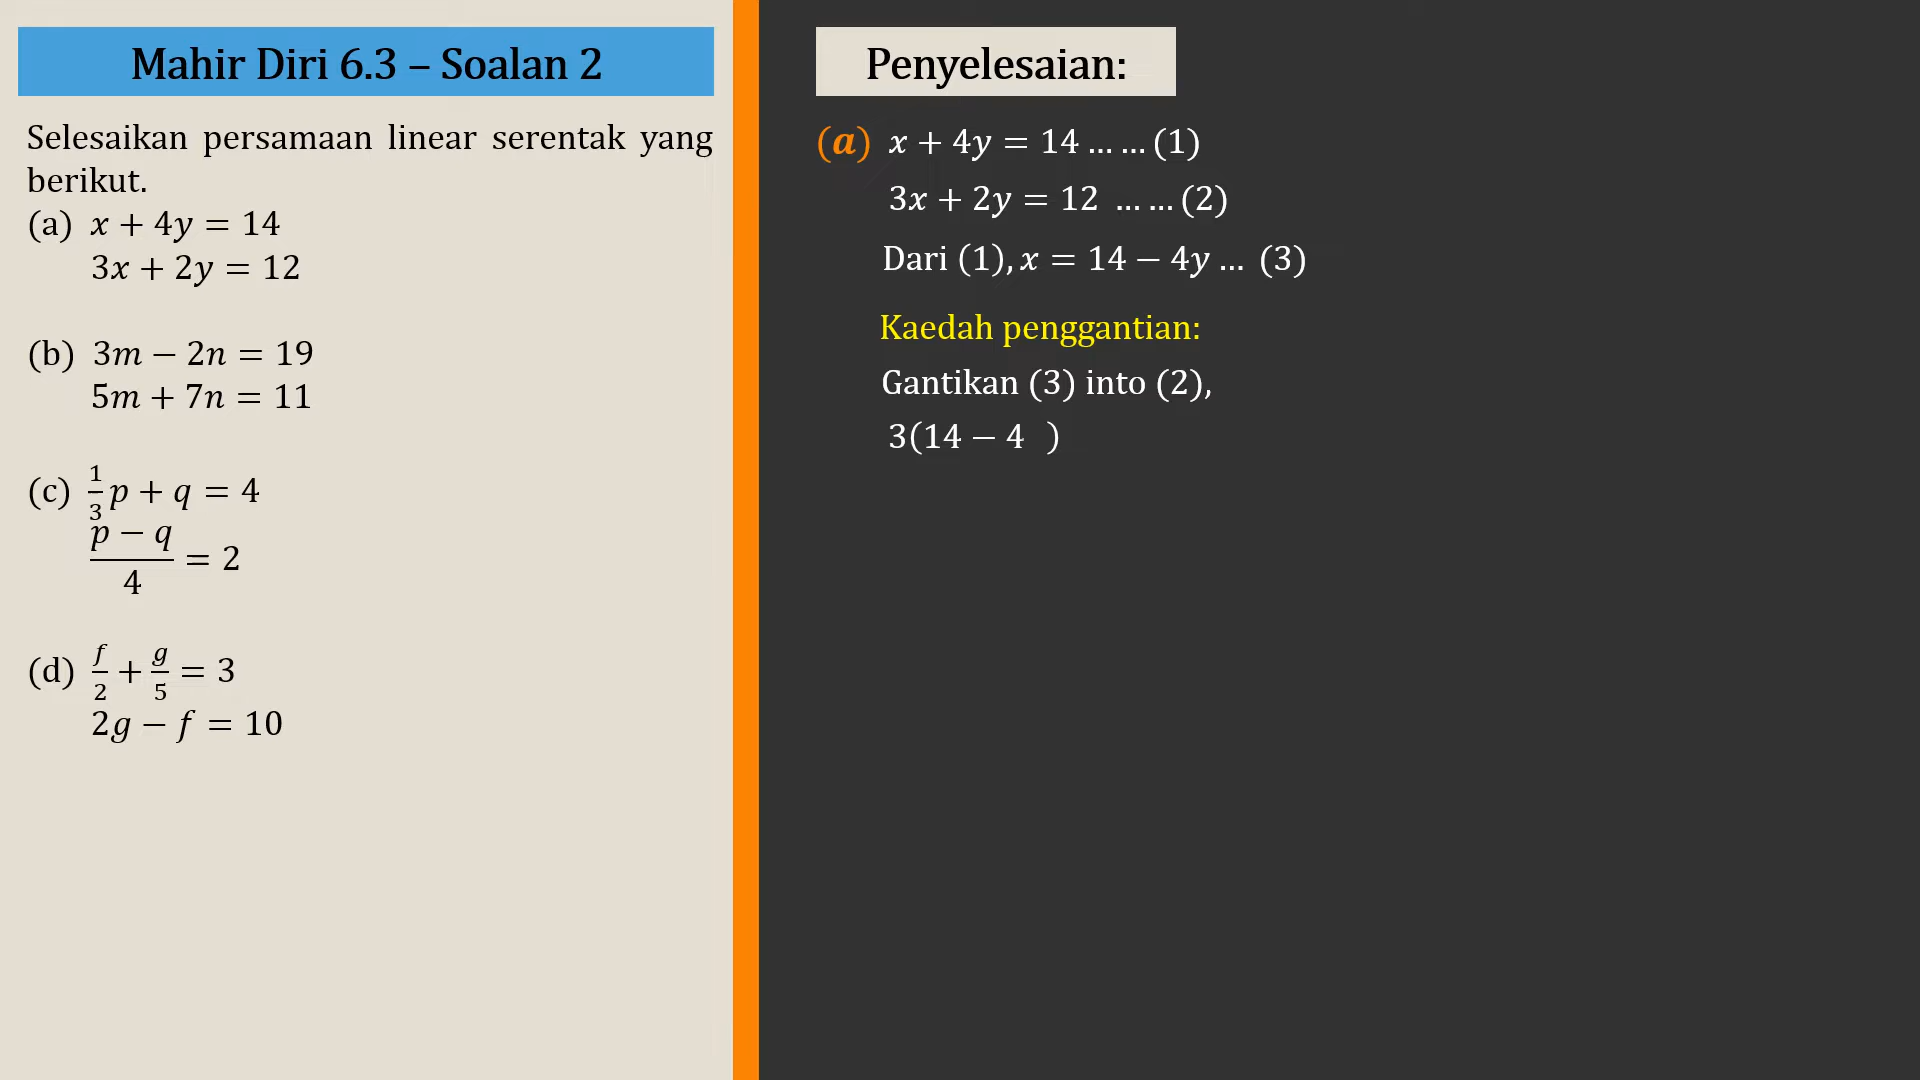 Mahir Diri 6.3 – Soalan 2
Selesaikan persamaan linear serentak yang
berikut.
(a) x + 4y = 14
3x + 2y = 12
(b) 3m − 2n = 19
5m + 7n = 11
(c) 1/3 p + q = 4
(p − q)/4 = 2
(d) f/2 + g/5 = 3
2g − f = 10
Penyelesaian:
(a) x + 4y = 14 … … (1)
3x + 2y = 12 … … (2)
Dari (1), x = 14 − 4y … (3)
Kaedah penggantian:
Gantikan (3) into (2),
3(14 − 4 )